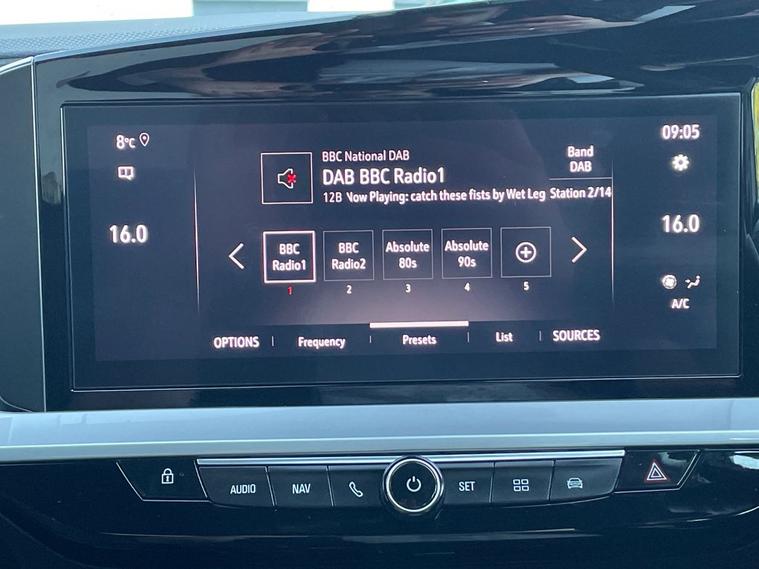 8°C
16.0
BBC National DAB
DAB BBC Radio1
12B Now Playing: catch these fists by Wet Leg
Band
DAB
Station 2/14
09:05
16.0
A/C
BBC
Radio1
BBC
Radio2
Absolute
80s
Absolute
90s
1
2
3
4
5
OPTIONS
Frequency
Presets
List
SOURCES
AUDIO
NAV
SET